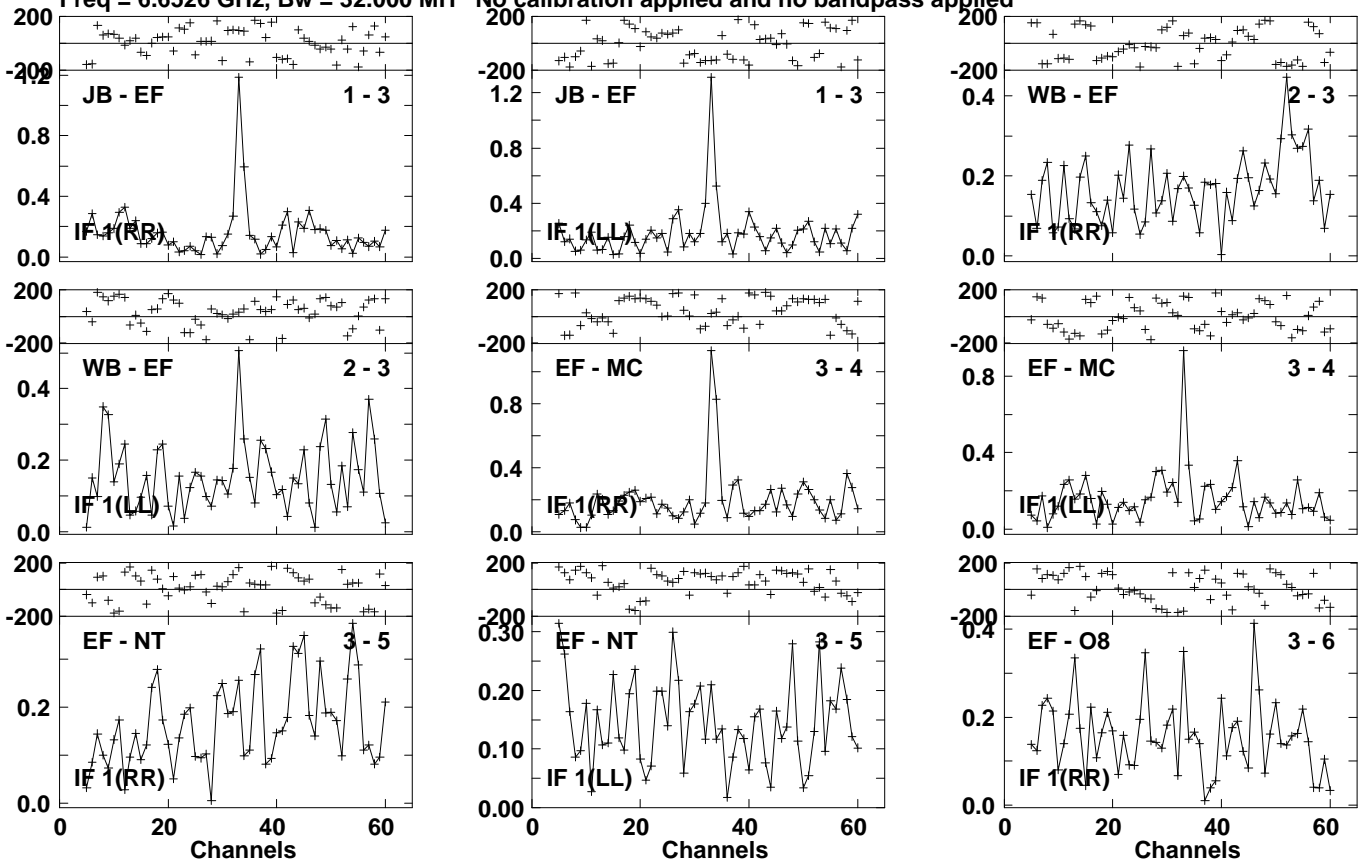 Freq = 6.6526 GHz, Bw = 32.000 MH No calibration applied and no bandpass applied
200
-200
1.2
0.8
0.4
0.0
JB - EF
1 - 3
IF 1(RR)
1.2
0.8
0.4
0.0
JB - EF
1 - 3
IF 1(LL)
200
-200
0.4
0.2
0.0
WB - EF
2 - 3
IF 1(RR)
200
-200
0.4
0.2
0.0
WB - EF
2 - 3
IF 1(LL)
200
-200
0.8
0.4
0.0
EF - MC
3 - 4
IF 1(RR)
200
-200
0.8
0.4
0.0
EF - MC
3 - 4
IF 1(LL)
200
-200
0.2
0.0
EF - NT
3 - 5
IF 1(RR)
0 20 40 60
Channels
200
-200
0.30
0.20
0.10
0.00
EF - NT
3 - 5
IF 1(LL)
0 20 40 60
Channels
200
-200
0.4
0.2
0.0
EF - O8
3 - 6
IF 1(RR)
0 20 40 60
Channels